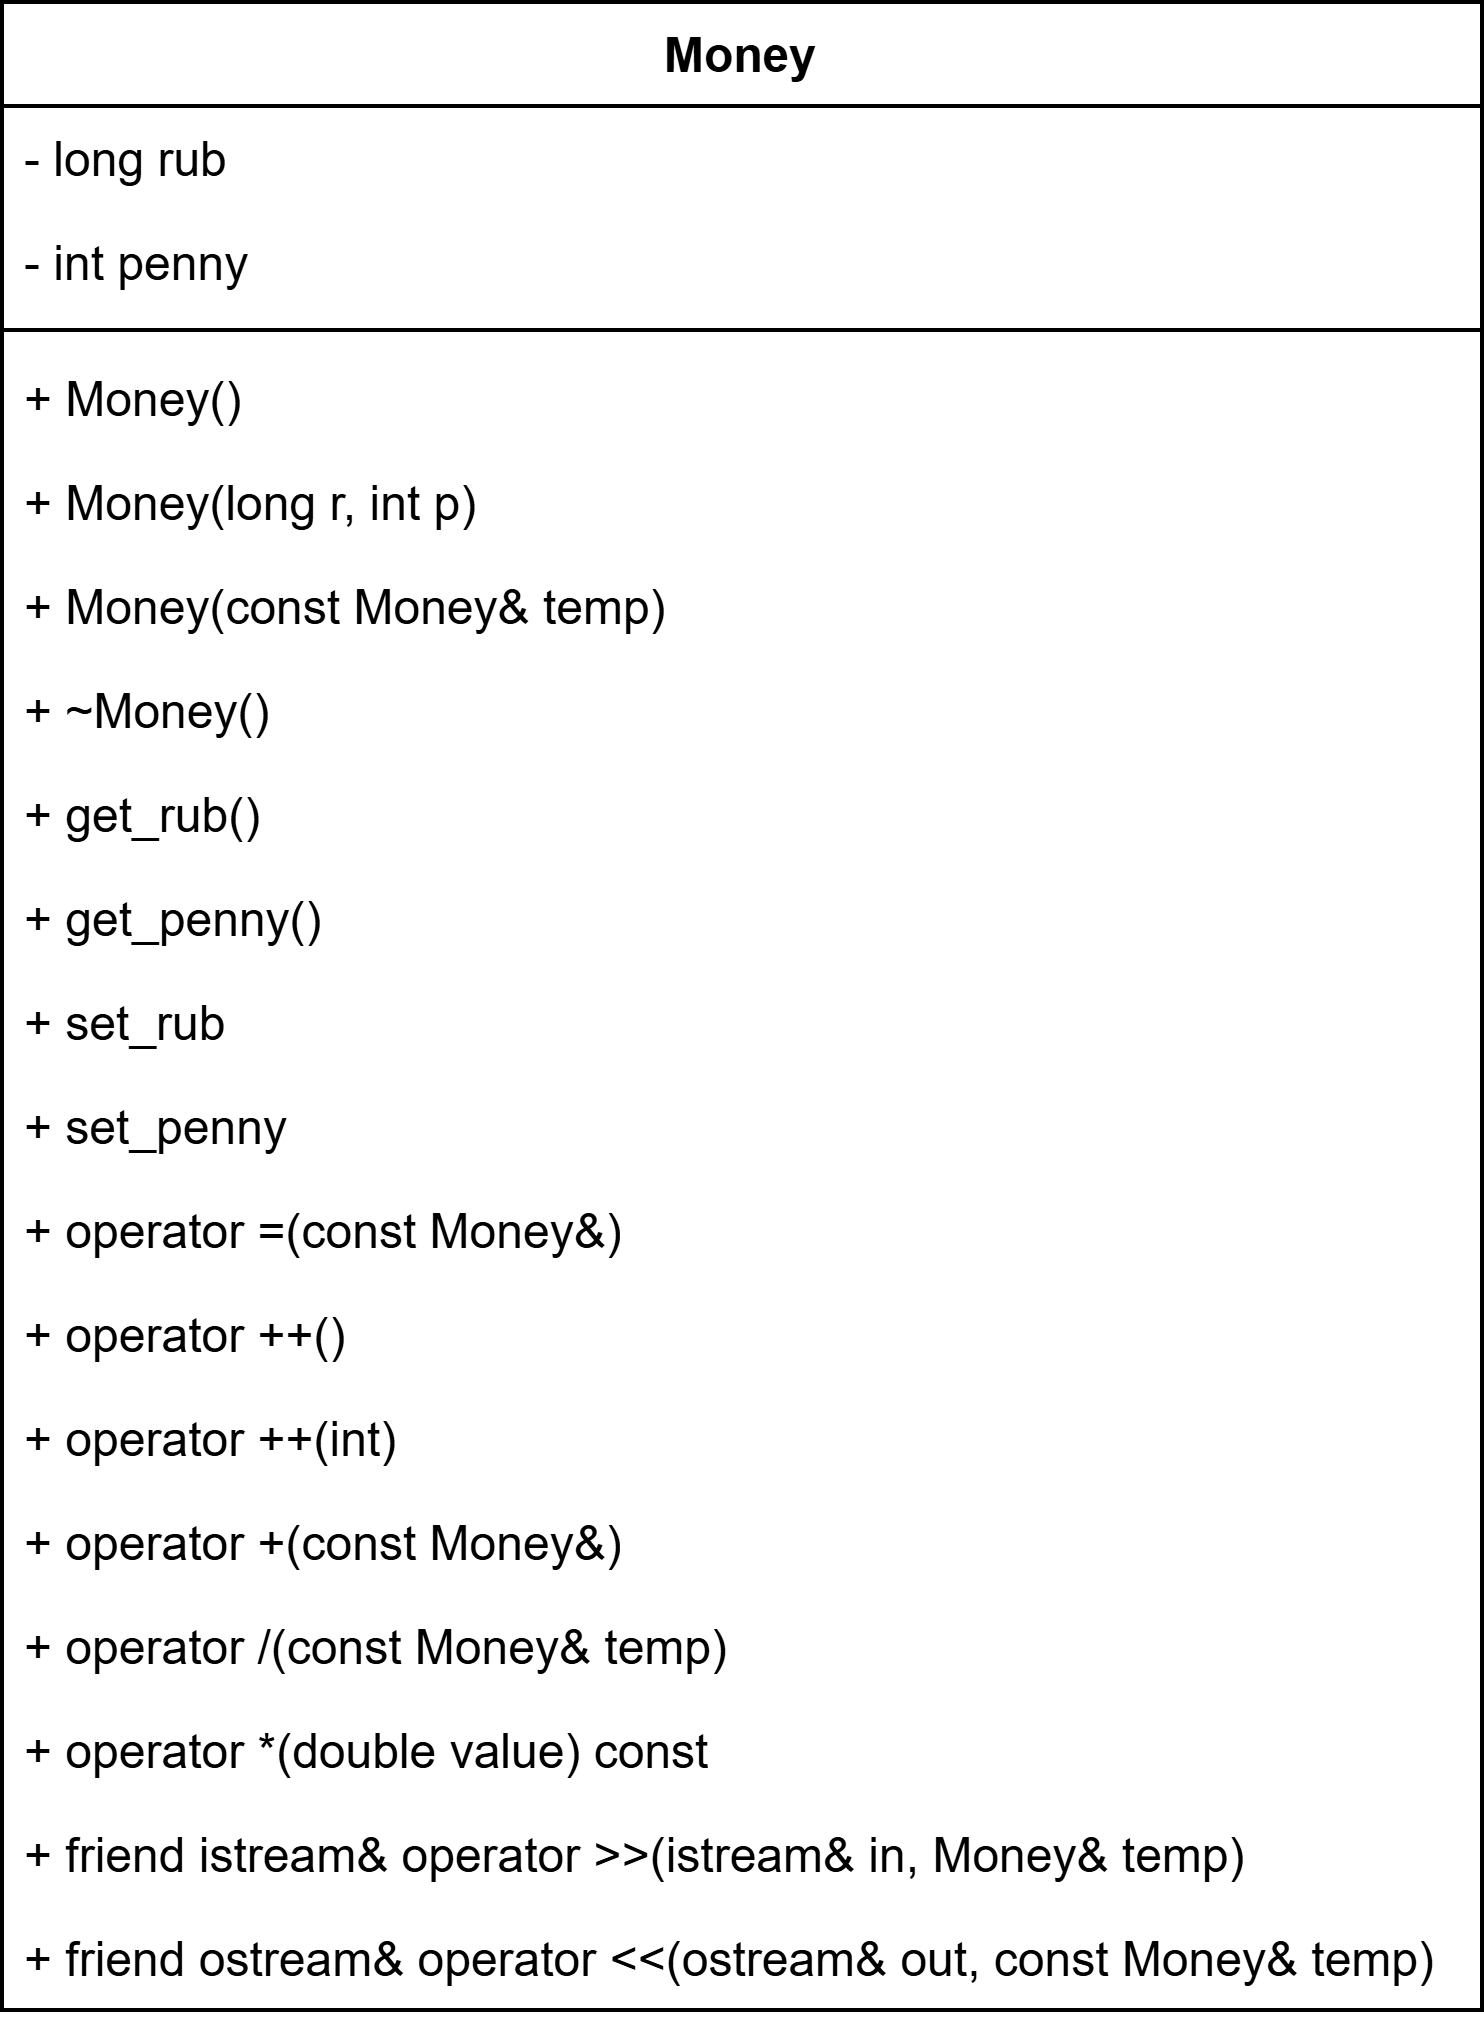 Money
- long rub
- int penny
+ Money()
+ Money(long r, int p)
+ Money(const Money& temp)
+ ~Money()
+ get_rub()
+ get_penny()
+ set_rub
+ set_penny
+ operator =(const Money&)
+ operator ++()
+ operator ++(int)
+ operator +(const Money&)
+ operator /(const Money& temp)
+ operator *(double value) const
+ friend istream& operator >>(istream& in, Money& temp)
+ friend ostream& operator <<(ostream& out, const Money& temp)